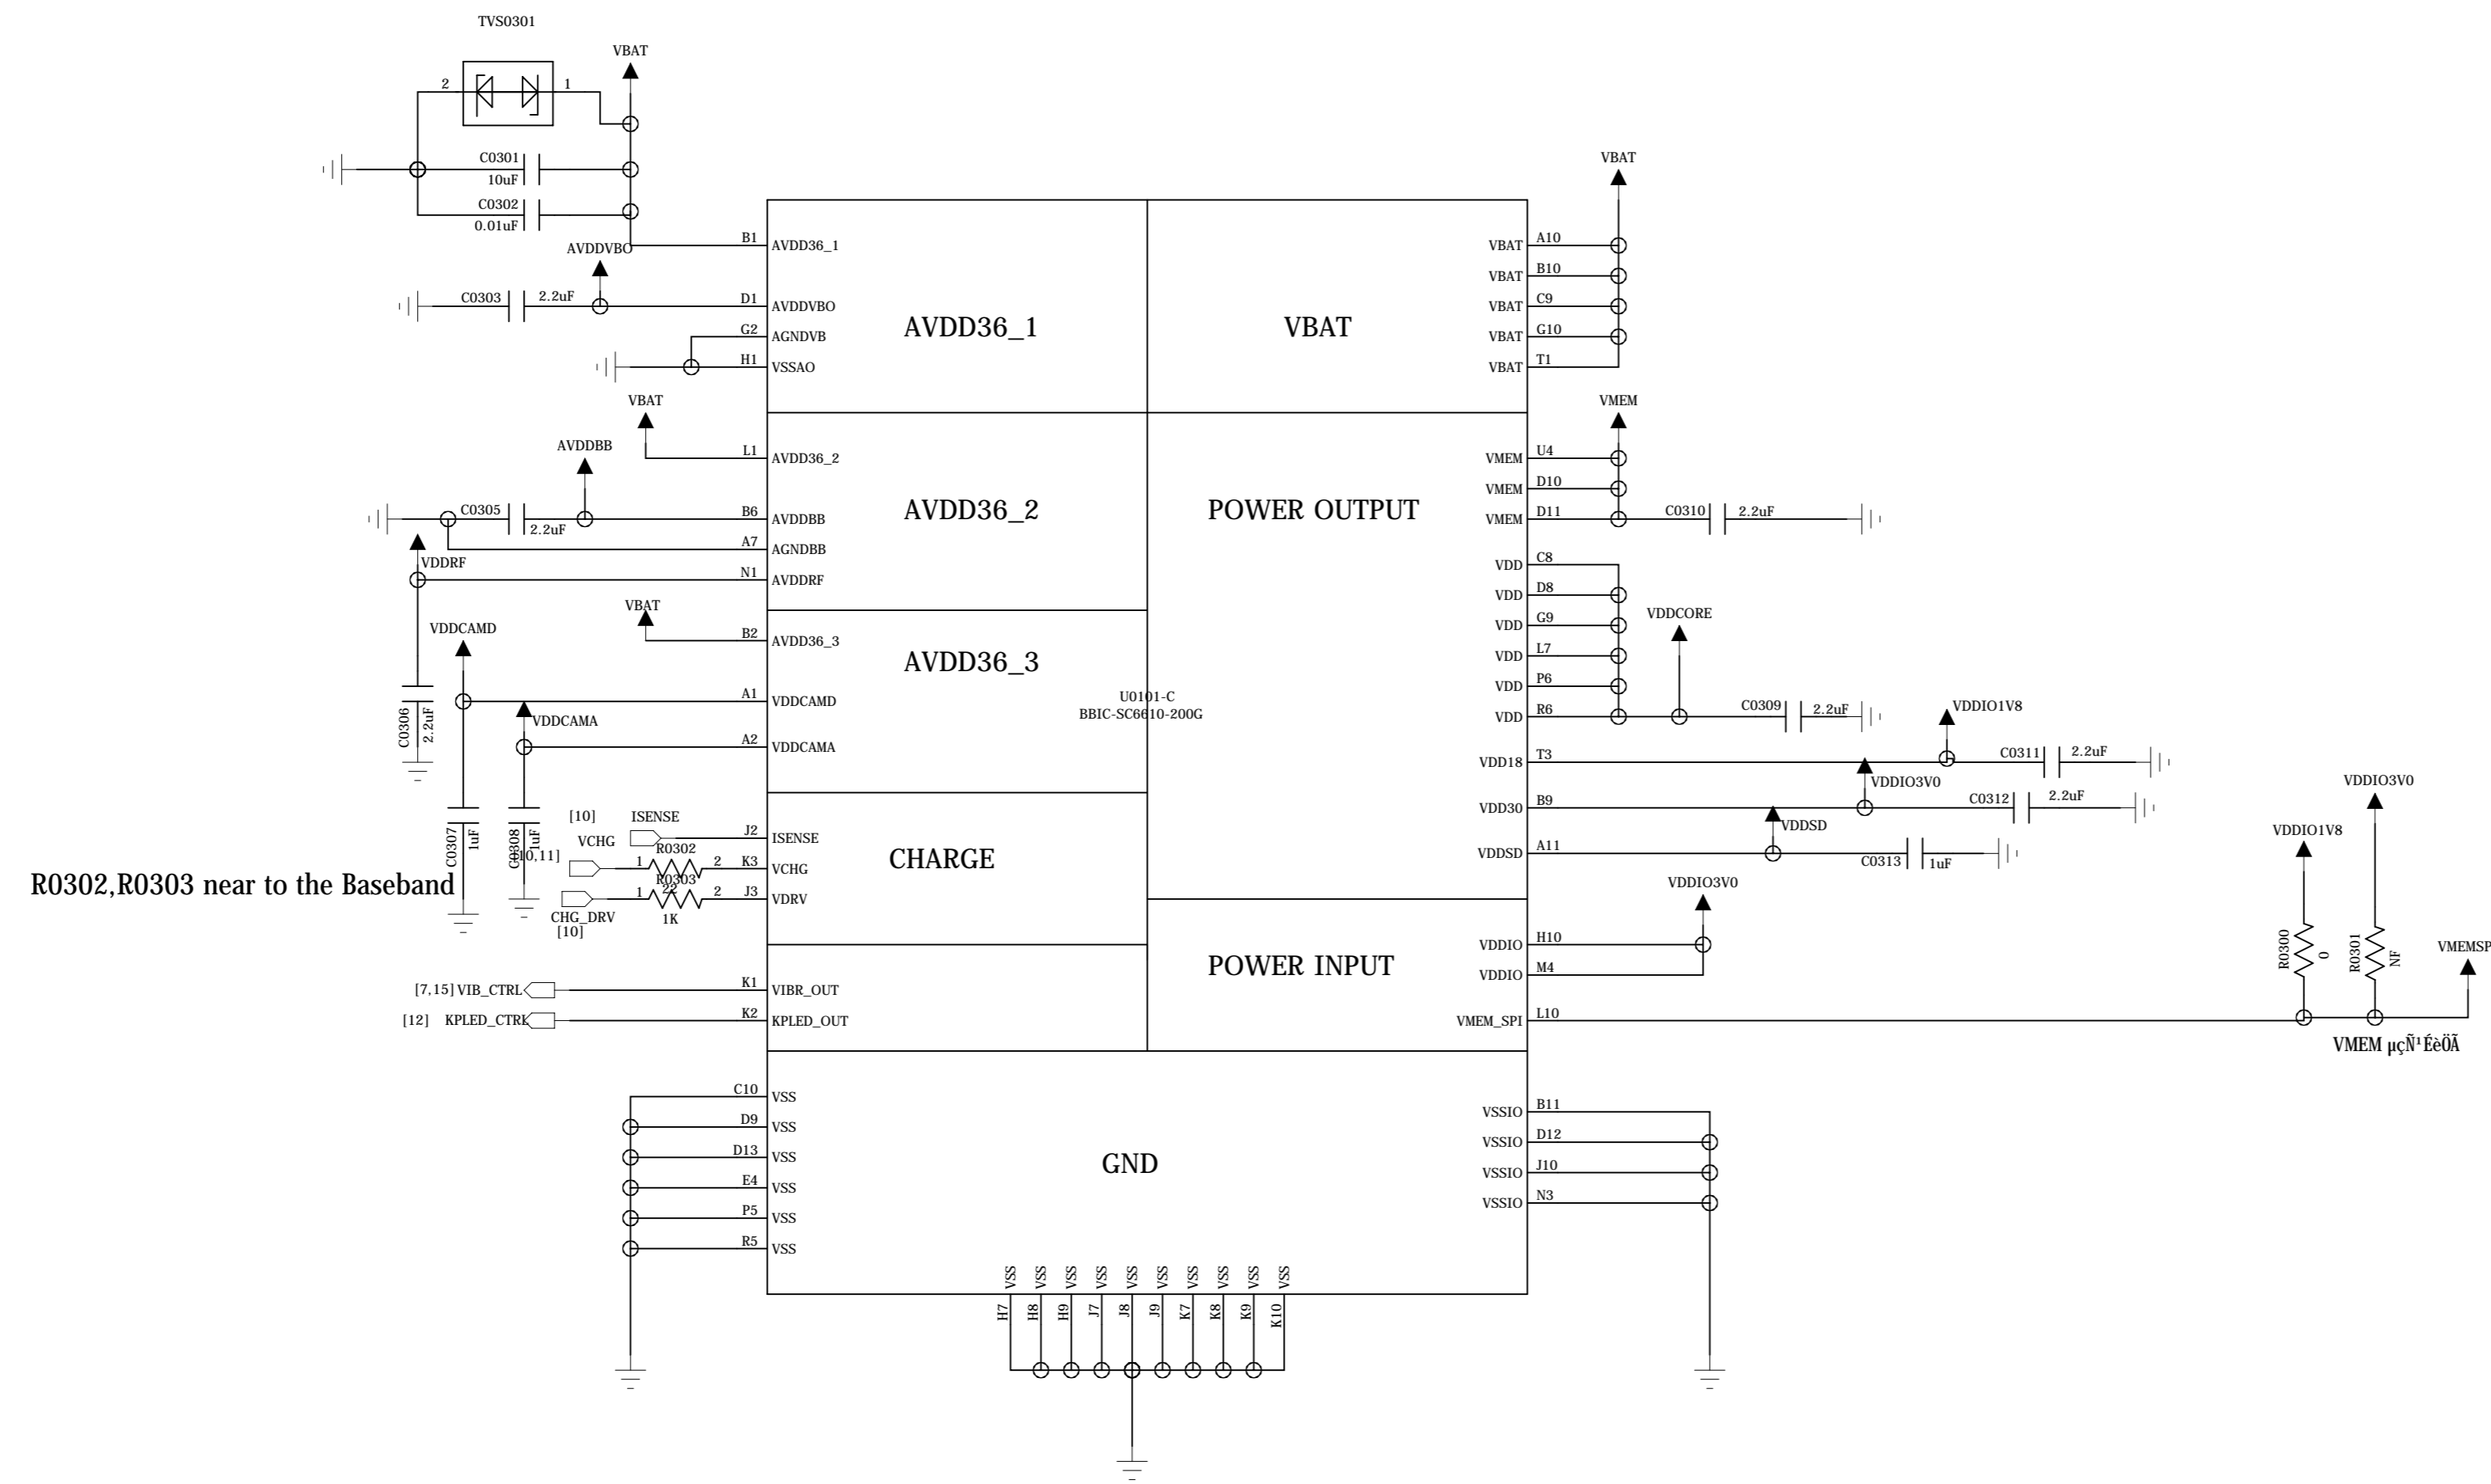 TVS0301
VBAT
2 1
C0301
10uF
C0302
0.01uF
AVDDVBO
B1 AVDD36_1
C0303 2.2uF
D1 AVDDVBO
G2 AGNDVB
H1 VSSAO
AVDD36_1
VBAT
VBAT
VBAT A10
VBAT B10
VBAT C9
VBAT G10
VBAT T1
VBAT
L1 AVDD36_2
AVDDBB
C0305 2.2uF
B6 AVDDBB
A7 AGNDBB
VDDRF
N1 AVDDRF
AVDD36_2
POWER OUTPUT
VMEM
VMEM U4
VMEM D10
VMEM D11
C0310 2.2uF
VDD C8
VDD D8
VDD G9
VDD L7
VDD P6
VDD R6
VDDCORE
C0309 2.2uF
VBAT
B2 AVDD36_3
VDDCAMD
A1 VDDCAMD
VDDCAMA
A2 VDDCAMA
AVDD36_3
U0101-C
BBIC-SC6610-200G
C0306
2.2uF
C0307
1uF
C0308
1uF
VDD18 T3
VDDIO1V8
C0311 2.2uF
VDD30 B9
VDDIO3V0
C0312 2.2uF
VDDSD A11
VDDSD
C0313 1uF
[10] ISENSE
J2 ISENSE
VCHG
[10,11]
1 R0302 2
22
K3 VCHG
1 R0303 2
1K
J3 VDRV
CHG_DRV
[10]
CHARGE
R0302,R0303 near to the Baseband
VDDIO3V0
VDDIO H10
VDDIO M4
POWER INPUT
VMEM_SPI L10
VDDIO1V8
VDDIO3V0
R0300
0
R0301
NF
VMEMSP
VMEM µçÑ¹ÉèÖÃ
[7,15] VIB_CTRL
K1 VIBR_OUT
[12] KPLED_CTRL
K2 KPLED_OUT
C10 VSS
D9 VSS
D13 VSS
E4 VSS
P5 VSS
R5 VSS
GND
VSSIO B11
VSSIO D12
VSSIO J10
VSSIO N3
VSS VSS VSS VSS VSS VSS VSS VSS VSS VSS
H7 H8 H9 J7 J8 J9 K7 K8 K9 K10